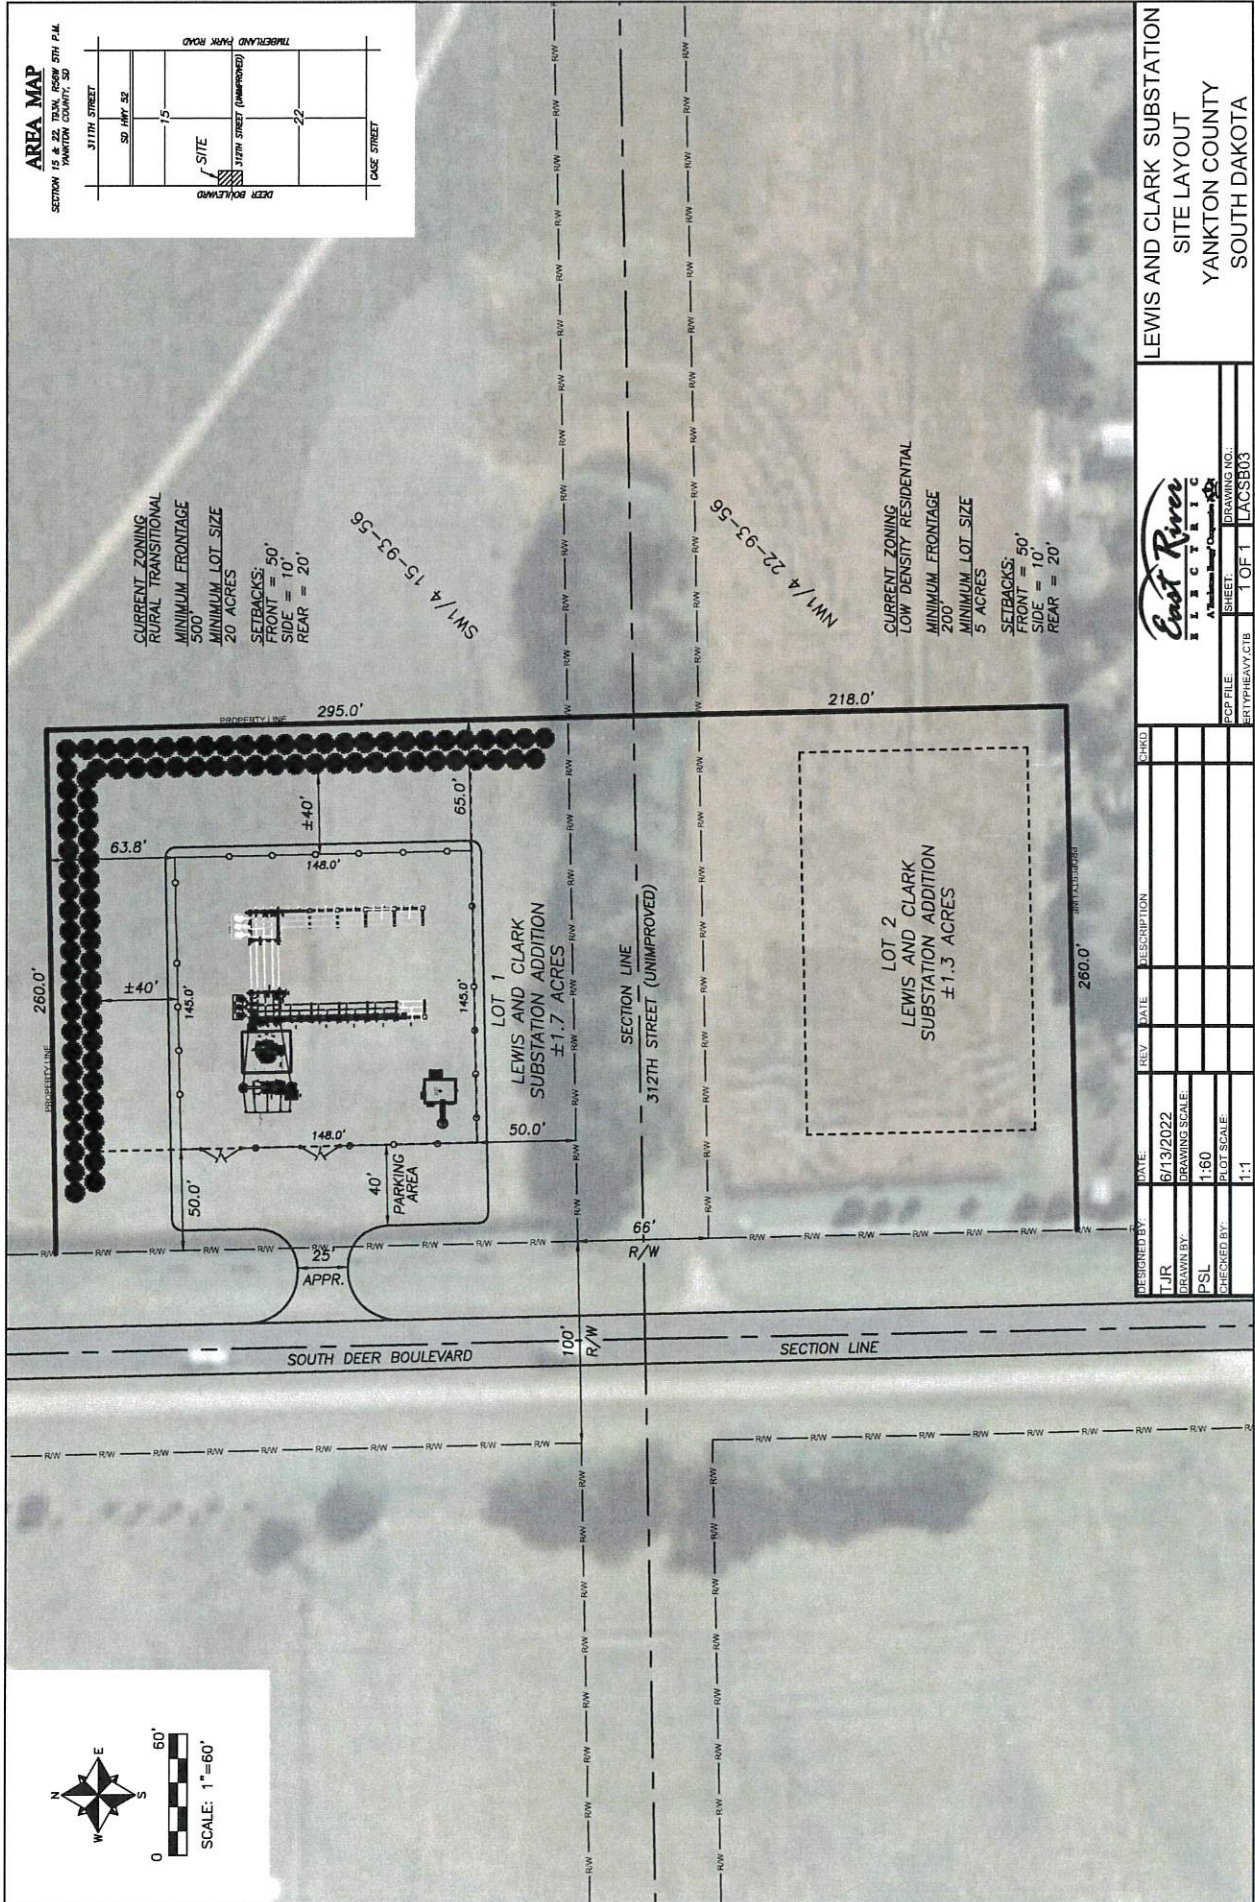 AREA MAP
SECTION 15 & 22, T93N, R56W 5TH P.M.
YANKTON COUNTY, SD
311TH STREET
SD HWY 52
15
SITE
312TH STREET (UNIMPROVED)
22
CASE STREET
DEER BOULEVARD
TIMBERLAND PARK ROAD
N
W
E
S
0
60'
SCALE: 1"=60'
CURRENT ZONING
RURAL TRANSITIONAL
MINIMUM FRONTAGE
500'
MINIMUM LOT SIZE
20 ACRES
SETBACKS:
FRONT = 50'
SIDE = 10'
REAR = 20'
SW1/4 15-93-56
PROPERTY LINE
260.0'
PROPERTY LINE
295.0'
63.8'
±40'
±40'
145.0'
148.0'
148.0'
145.0'
65.0'
50.0'
50.0'
40'
PARKING
AREA
25'
APPR.
LOT 1
LEWIS AND CLARK
SUBSTATION ADDITION
±1.7 ACRES
R/W
SECTION LINE
312TH STREET (UNIMPROVED)
66'
R/W
100'
R/W
SOUTH DEER BOULEVARD
SECTION LINE
NW1/4 22-93-56
CURRENT ZONING
LOW DENSITY RESIDENTIAL
MINIMUM FRONTAGE
200'
MINIMUM LOT SIZE
5 ACRES
SETBACKS:
FRONT = 50'
SIDE = 10'
REAR = 20'
218.0'
LOT 2
LEWIS AND CLARK
SUBSTATION ADDITION
±1.3 ACRES
PROPERTY LINE
260.0'
DESIGNED BY:
TJR
DRAWN BY:
PSL
CHECKED BY:
DATE:
6/13/2022
DRAWING SCALE:
1:60
PLOT SCALE:
1:1
REV
DATE
DESCRIPTION
CHKD
East River
ELECTRIC
A Touchstone Energy Cooperative
PCP FILE:
ERTYPHEAVY.CTB
SHEET:
1 OF 1
DRAWING NO.:
LACSB03
LEWIS AND CLARK SUBSTATION
SITE LAYOUT
YANKTON COUNTY
SOUTH DAKOTA